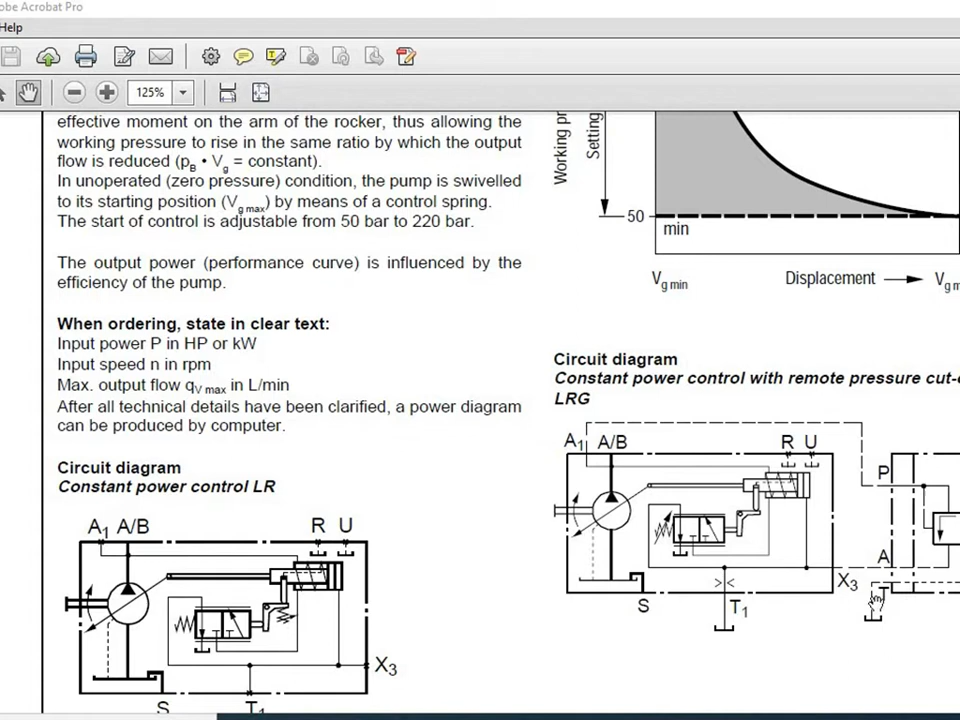 obe Acrobat Pro
Help
125%
effective moment on the arm of the rocker, thus allowing the
working pressure to rise in the same ratio by which the output
flow is reduced (pB • Vg = constant).
In unoperated (zero pressure) condition, the pump is swivelled
to its starting position (Vg max) by means of a control spring.
The start of control is adjustable from 50 bar to 220 bar.
The output power (performance curve) is influenced by the
efficiency of the pump.
When ordering, state in clear text:
Input power P in HP or kW
Input speed n in rpm
Max. output flow qV max in L/min
After all technical details have been clarified, a power diagram
can be produced by computer.
Circuit diagram
Constant power control LR
A1 A/B R U
X3
S T1
Working pr
Setting
50
min
Vg min Displacement Vg m
Circuit diagram
Constant power control with remote pressure cut-o
LRG
A1 A/B R U
P
A
X3
S T1